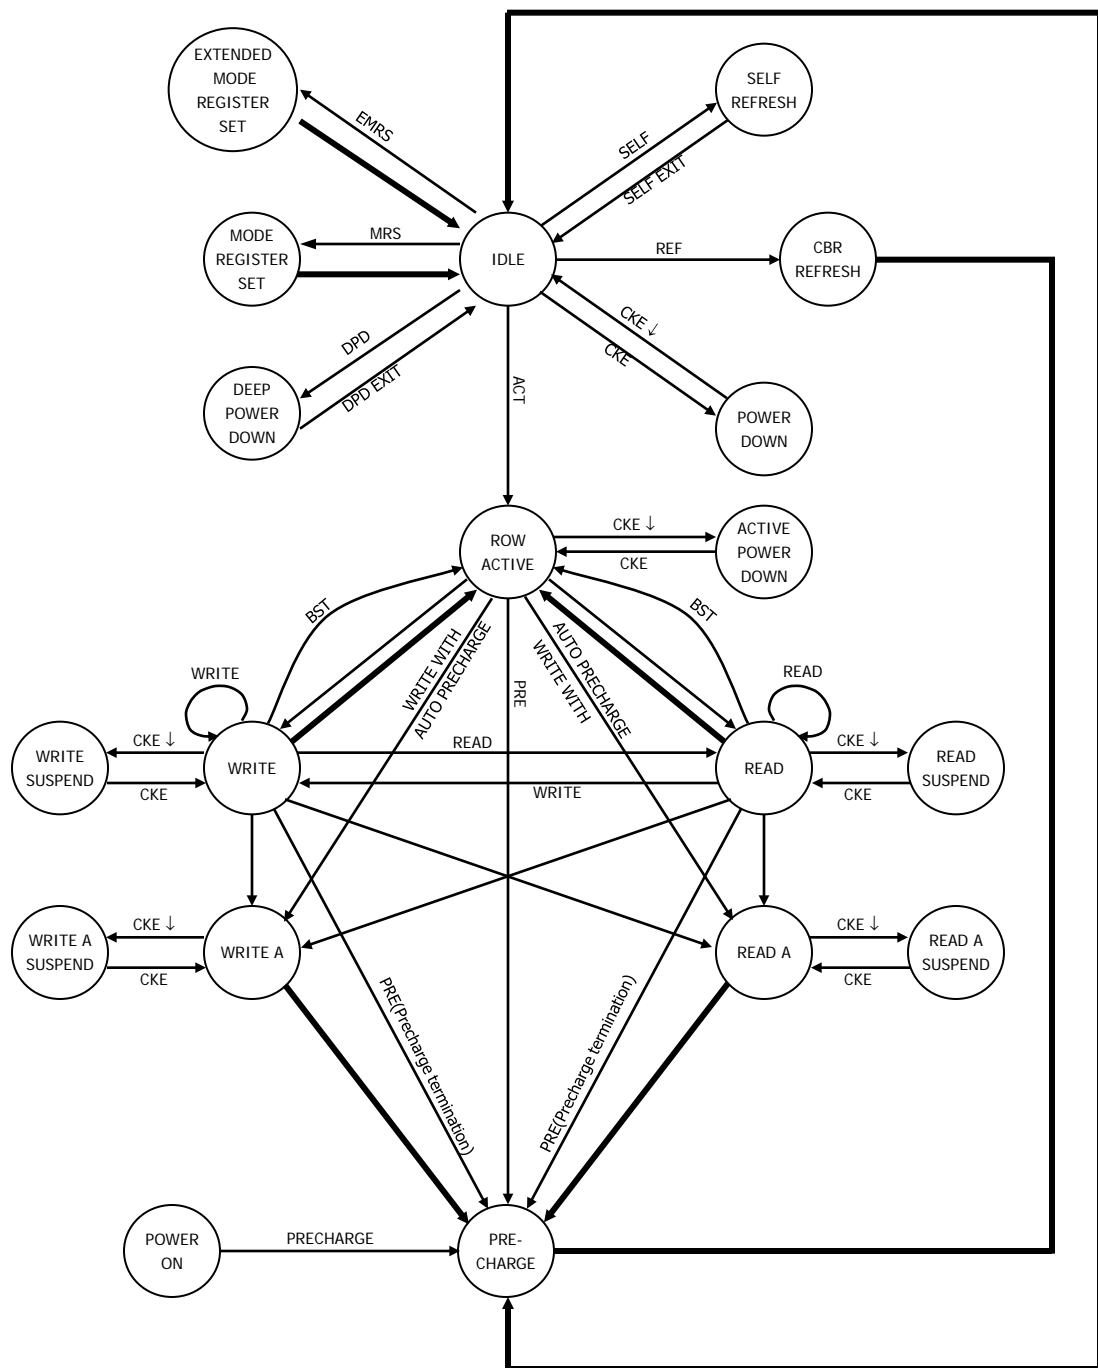 EXTENDED
MODE
REGISTER
SET
EMRS
SELF
REFRESH
SELF
SELF EXIT
MODE
REGISTER
SET
MRS
IDLE
REF
CBR
REFRESH
DPD
DPD EXIT
DEEP
POWER
DOWN
CKE ↓
CKE
POWER
DOWN
ACT
ROW
ACTIVE
CKE ↓
CKE
ACTIVE
POWER
DOWN
BST
BST
WRITE WITH
AUTO PRECHARGE
PRE
AUTO PRECHARGE
WRITE WITH
WRITE
READ
WRITE
SUSPEND
CKE ↓
CKE
WRITE
READ
WRITE
READ
CKE ↓
CKE
READ
SUSPEND
WRITE A
SUSPEND
CKE ↓
CKE
WRITE A
READ A
CKE ↓
CKE
READ A
SUSPEND
PRE(Precharge termination)
PRE(Precharge termination)
POWER
ON
PRECHARGE
PRE-
CHARGE